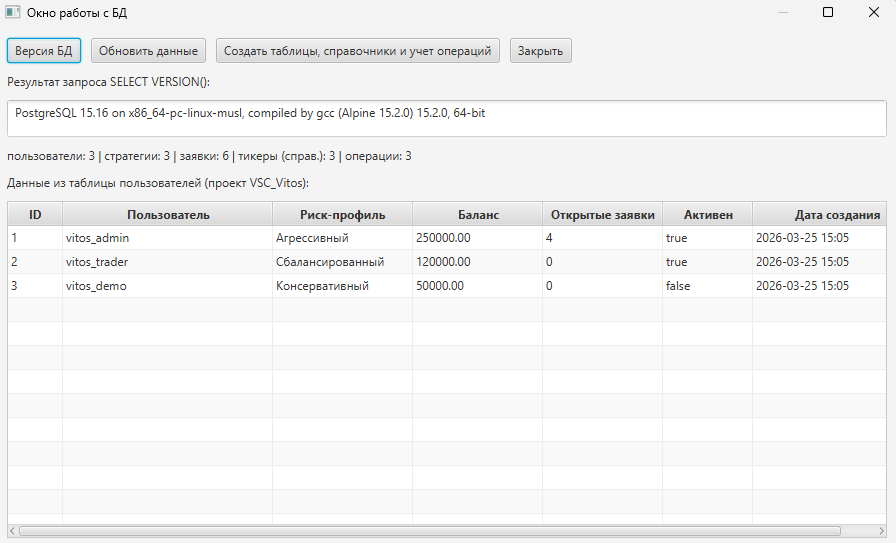 Окно работы с БД
Версия БД Обновить данные Создать таблицы, справочники и учет операций Закрыть
Результат запроса SELECT VERSION():
PostgreSQL 15.16 on x86_64-pc-linux-musl, compiled by gcc (Alpine 15.2.0) 15.2.0, 64-bit
пользователи: 3 | стратегии: 3 | заявки: 6 | тикеры (справ.): 3 | операции: 3
Данные из таблицы пользователей (проект VSC_Vitos):
ID Пользователь Риск-профиль Баланс Открытые заявки Активен Дата создания
1 vitos_admin Агрессивный 250000.00 4 true 2026-03-25 15:05
2 vitos_trader Сбалансированный 120000.00 0 true 2026-03-25 15:05
3 vitos_demo Консервативный 50000.00 0 false 2026-03-25 15:05